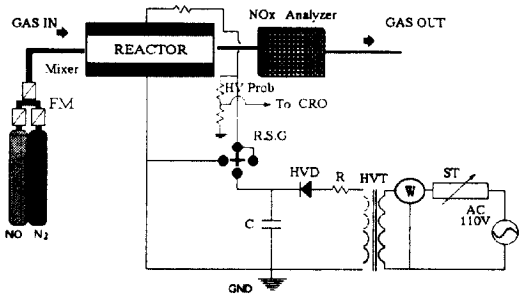 GAS IN
NOx Analyzer
GAS OUT
REACTOR
Mixer
HV Prob
To CRO
FM
R.S.G
HVD
R
HVT
W
ST
AC
110V
C
NO
N2
GND